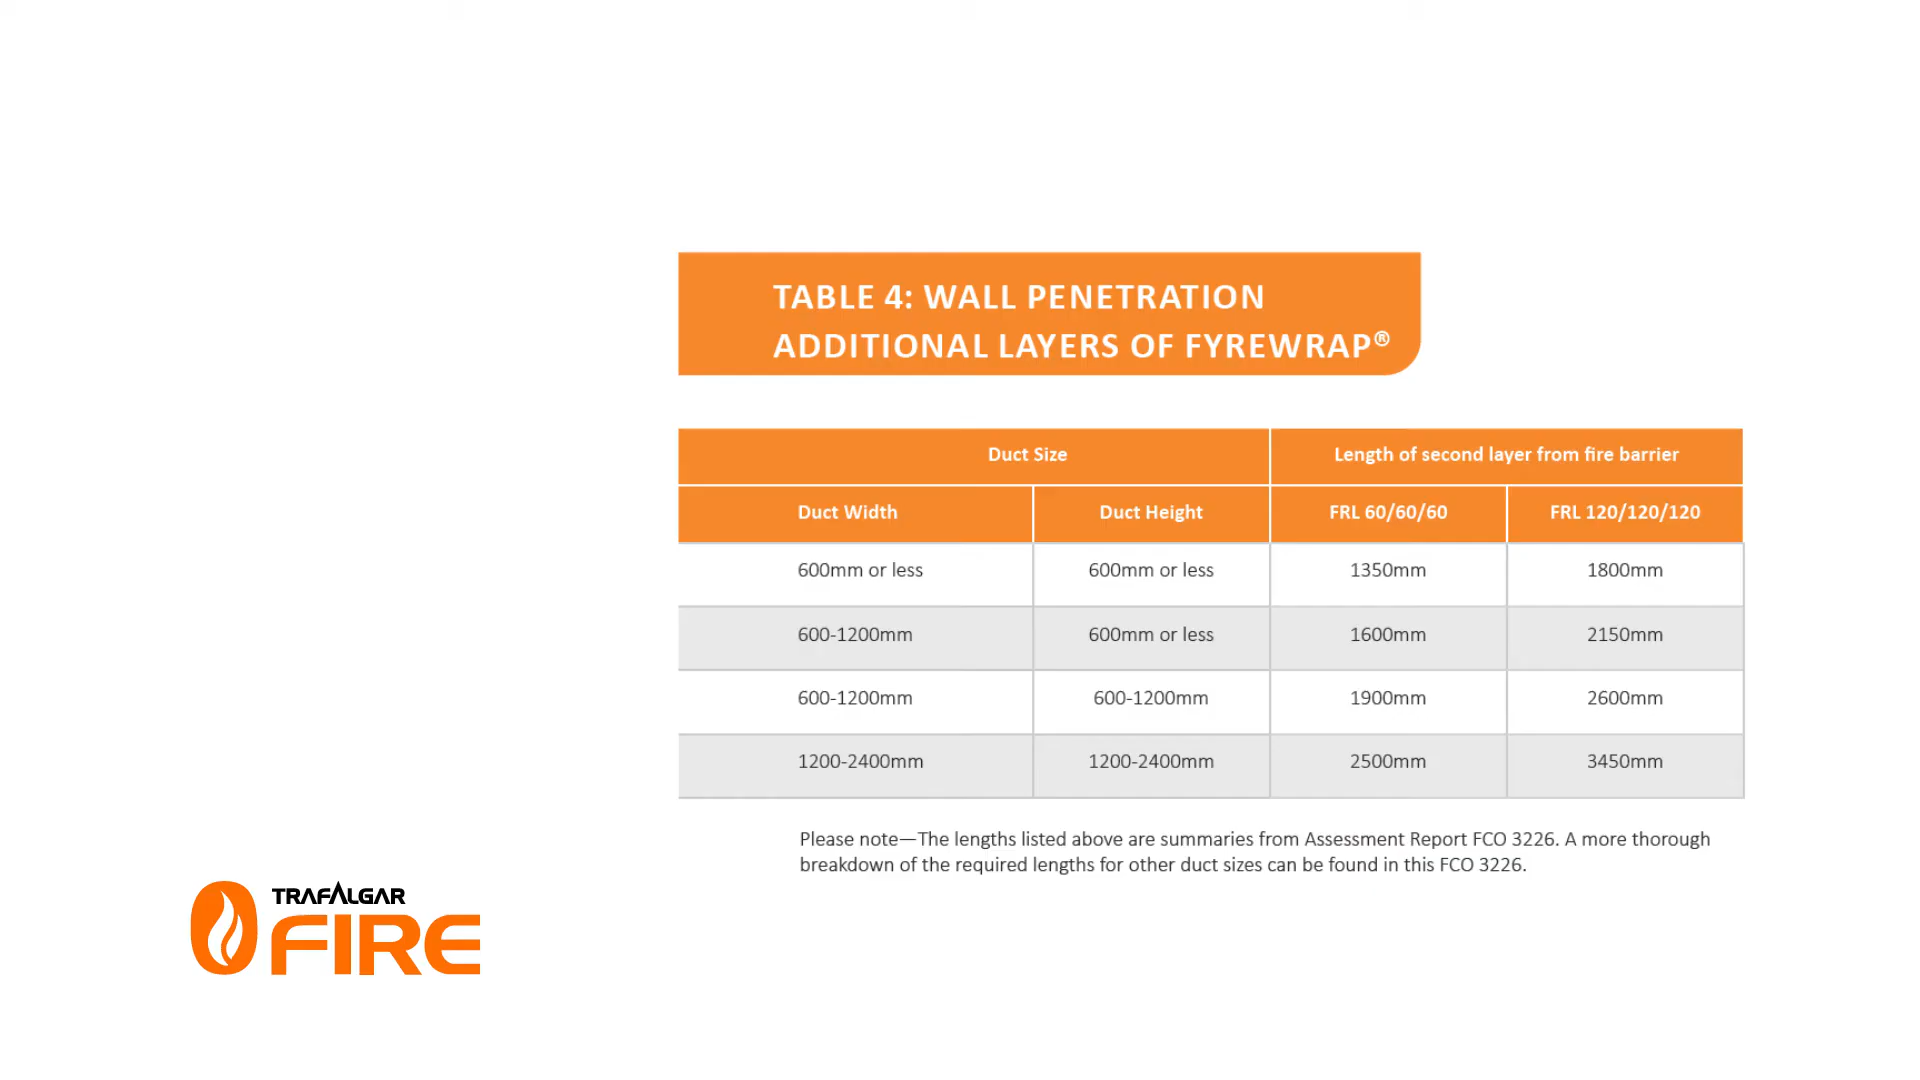 TABLE 4: WALL PENETRATION
ADDITIONAL LAYERS OF FYREWRAP®
Duct Size Length of second layer from fire barrier
Duct Width Duct Height FRL 60/60/60 FRL 120/120/120
600mm or less 600mm or less 1350mm 1800mm
600-1200mm 600mm or less 1600mm 2150mm
600-1200mm 600-1200mm 1900mm 2600mm
1200-2400mm 1200-2400mm 2500mm 3450mm
Please note—The lengths listed above are summaries from Assessment Report FCO 3226. A more thorough
breakdown of the required lengths for other duct sizes can be found in this FCO 3226.
TRAFALGAR
FIRE